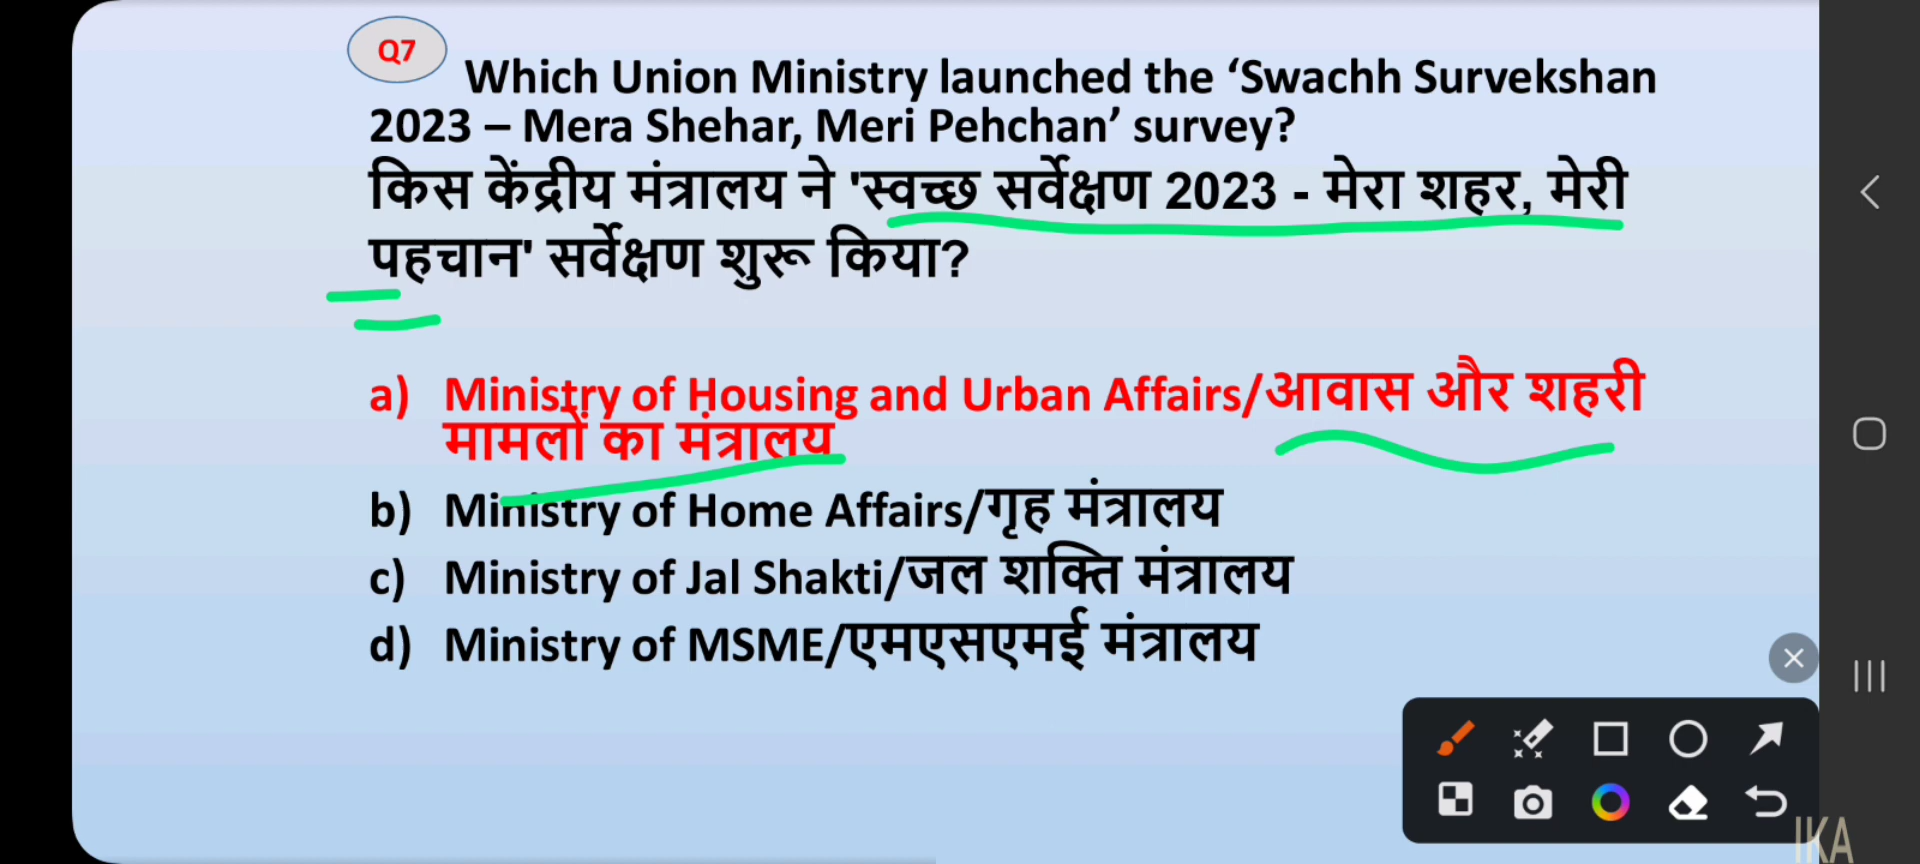 Q7
Which Union Ministry launched the ‘Swachh Survekshan
2023 – Mera Shehar, Meri Pehchan’ survey?
किस केंद्रीय मंत्रालय ने 'स्वच्छ सर्वेक्षण 2023 - मेरा शहर, मेरी
पहचान' सर्वेक्षण शुरू किया?
a) Ministry of Housing and Urban Affairs/आवास और शहरी
मामलों का मंत्रालय
b) Ministry of Home Affairs/गृह मंत्रालय
c) Ministry of Jal Shakti/जल शक्ति मंत्रालय
d) Ministry of MSME/एमएसएमई मंत्रालय
IKA